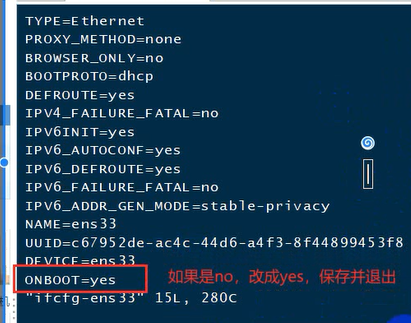 TYPE=Ethernet
PROXY_METHOD=none
BROWSER_ONLY=no
BOOTPROTO=dhcp
DEFROUTE=yes
IPV4_FAILURE_FATAL=no
IPV6INIT=yes
IPV6_AUTOCONF=yes
IPV6_DEFROUTE=yes
IPV6_FAILURE_FATAL=no
IPV6_ADDR_GEN_MODE=stable-privacy
NAME=ens33
UUID=c67952de-ac4c-44d6-a4f3-8f44899453f8
DEVICE=ens33
ONBOOT=yes 如果是no，改成yes，保存并退出
"ifcfg-ens33" 15L, 280C